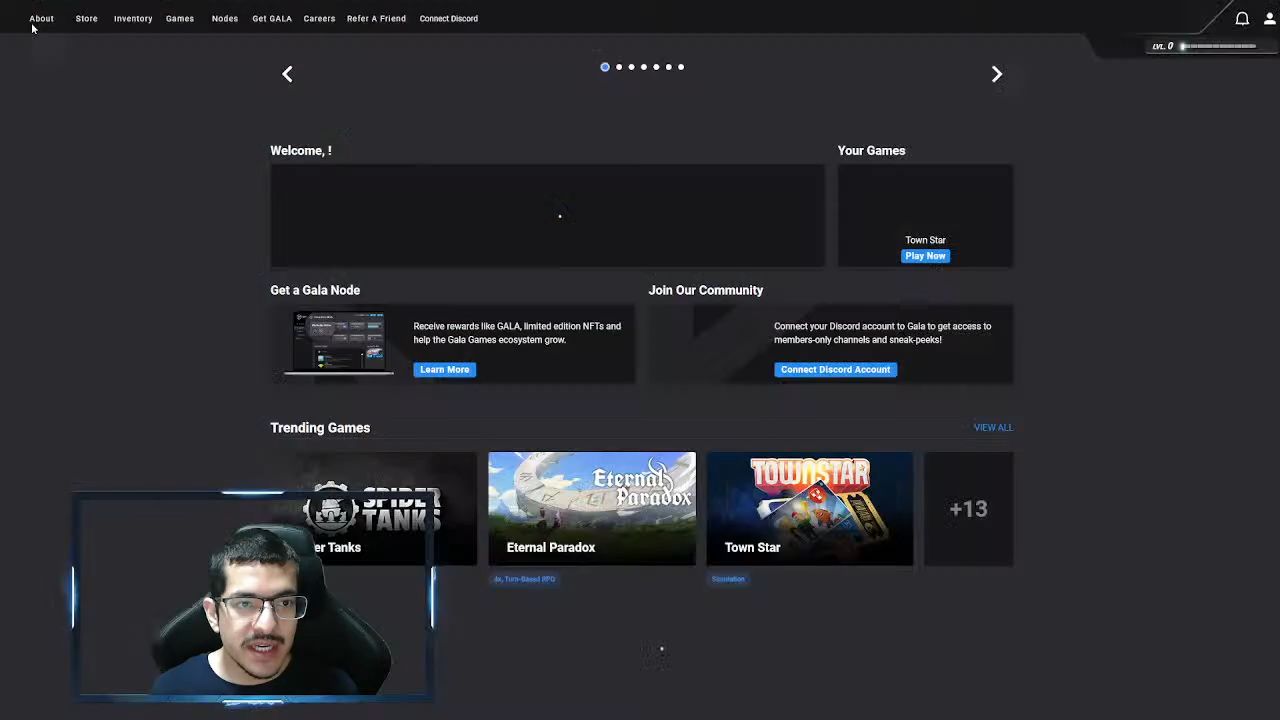 About Store Inventory Games Nodes Get GALA Careers Refer A Friend Connect Discord
LVL. 0
Welcome, !
Your Games
Town Star
Play Now
Get a Gala Node
Join Our Community
Receive rewards like GALA, limited edition NFTs and
help the Gala Games ecosystem grow.
Learn More
Connect your Discord account to Gala to get access to
members-only channels and sneak-peeks!
Connect Discord Account
Trending Games
VIEW ALL
SPIDER
TANKS
er Tanks
Eternal
Paradox
Eternal Paradox
4x, Turn-Based RPG
TOWNSTAR
Town Star
Simulation
+13